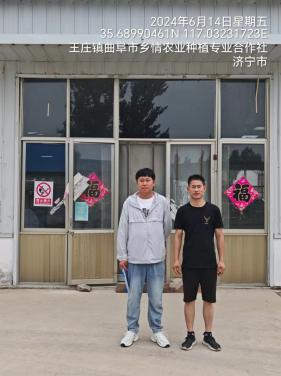 2024年6月14日星期五
35.68990461N 117.03231723E
王庄镇曲阜市乡情农业种植专业合作社
济宁市
福
福